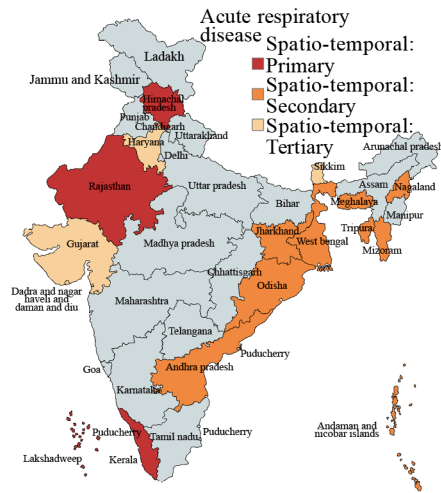 Acute respiratory
disease
Spatio-temporal:
Primary
Spatio-temporal:
Secondary
Spatio-temporal:
Tertiary
Ladakh
Jammu and Kashmir
Himachal
pradesh
Punjab
Chandigarh
Uttarakhand
Haryana
Delhi
Arunachal pradesh
Sikkim
Rajasthan
Uttar pradesh
Assam
Nagaland
Bihar
Meghalaya
Manipur
Jharkhand
Tripura
Gujarat
Madhya pradesh
West bengal
Mizoram
Chhattisgarh
Odisha
Dadra and nagar
haveli and
daman and diu
Maharashtra
Telangana
Puducherry
Goa
Andhra pradesh
Karnataka
Puducherry
Tamil nadu
Puducherry
Andaman and
nicobar islands
Lakshadweep
Kerala